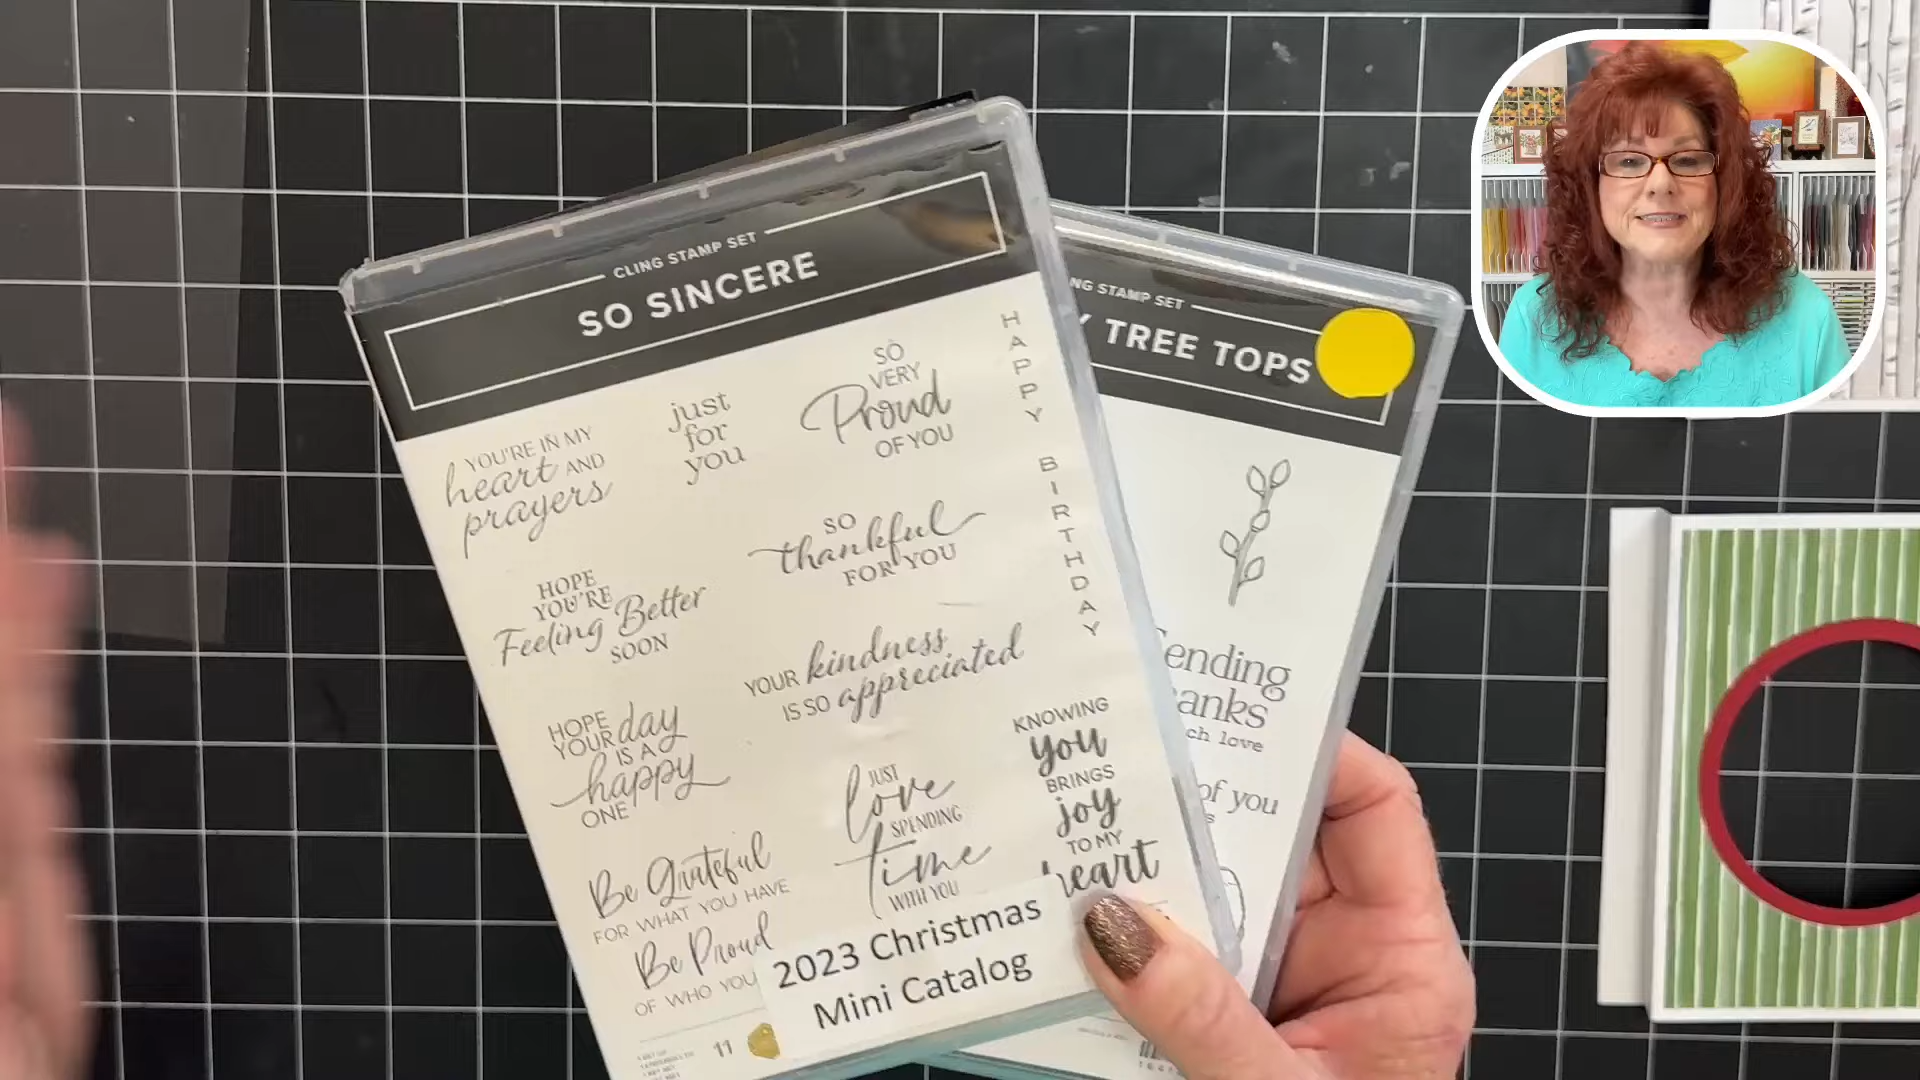 CLING STAMP SET
SO SINCERE
YOU'RE IN MY
heart AND
prayers
just
for
you
SO
VERY
Proud
OF YOU
HAPPY BIRTHDAY
SO
thankful
FOR YOU
HOPE
YOU'RE
Feeling Better
SOON
YOUR kindness
IS SO appreciated
HOPE
YOUR day
IS A
happy
ONE
JUST
love
SPENDING
time
WITH YOU
KNOWING
you
BRINGS
joy
TO MY
heart
Be Grateful
FOR WHAT YOU HAVE
Be Proud
OF WHO YOU
2023 Christmas
Mini Catalog
11
STAMP SET
TREE TOPS
love
of you